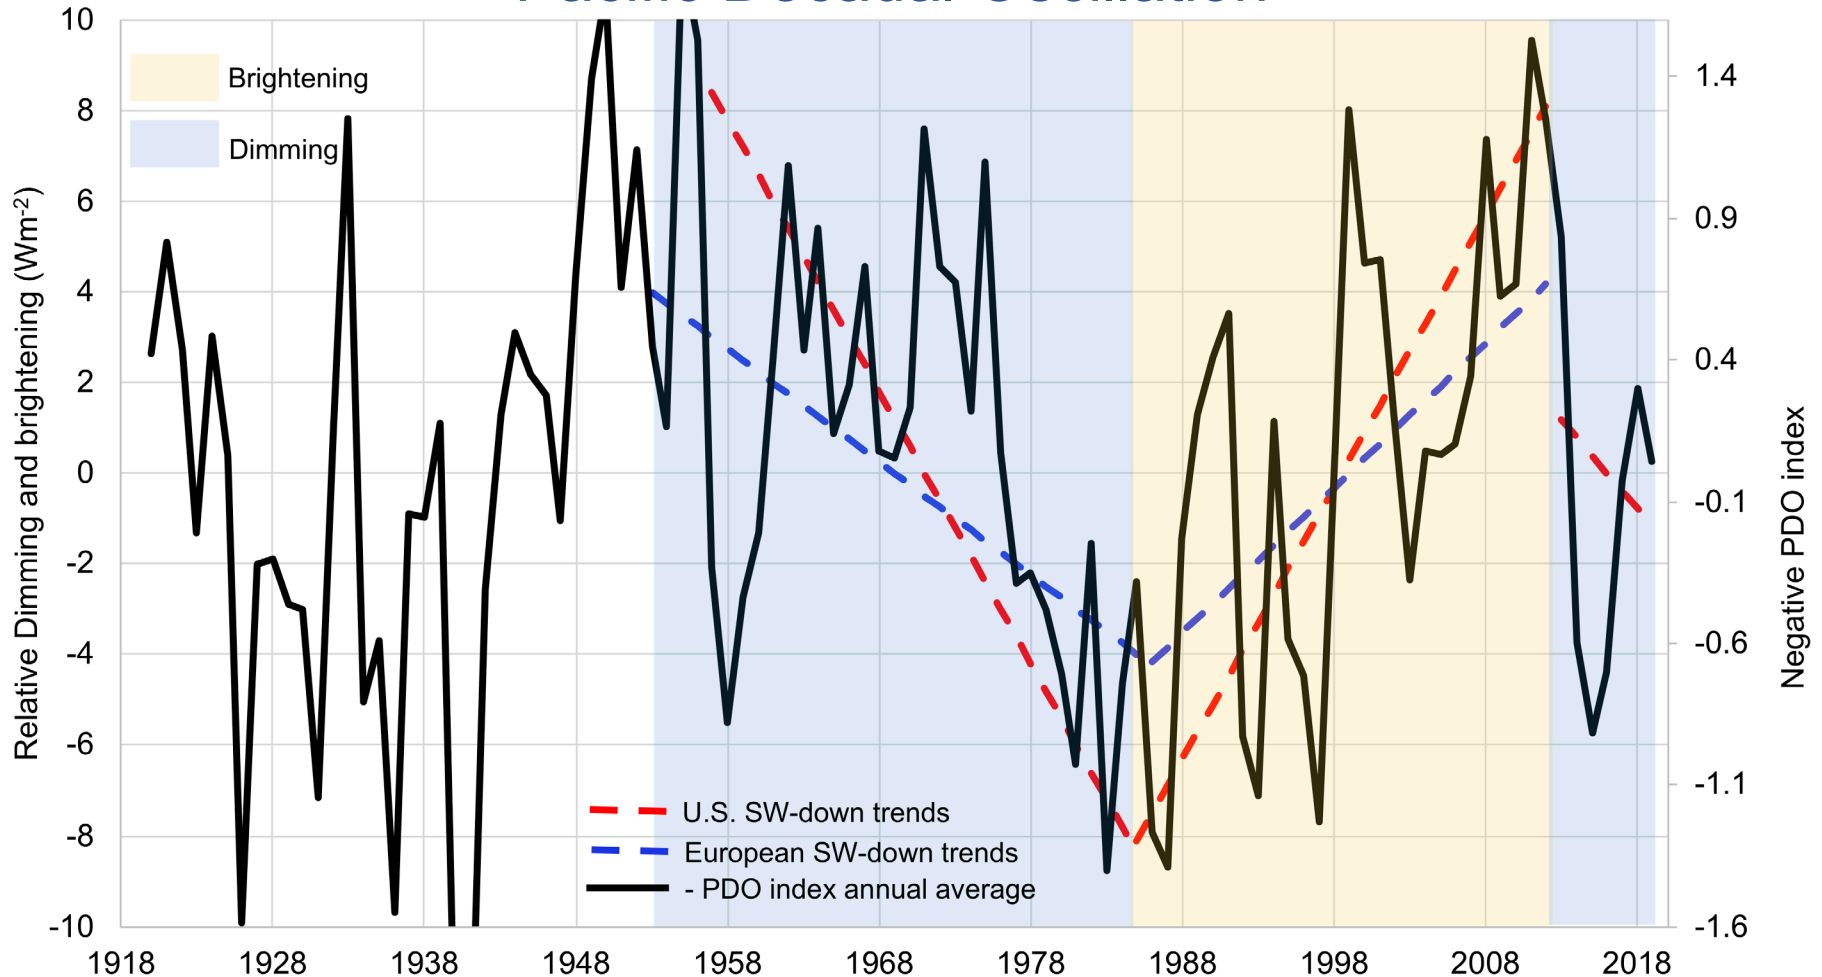 Pacific Decadal Oscillation
10
8
6
4
2
0
-2
-4
-6
-8
-10
Relative Dimming and brightening (Wm-2)
Brightening
Dimming
U.S. SW-down trends
European SW-down trends
- PDO index annual average
1.4
0.9
0.4
-0.1
-0.6
-1.1
-1.6
Negative PDO index
1918 1928 1938 1948 1958 1968 1978 1988 1998 2008 2018